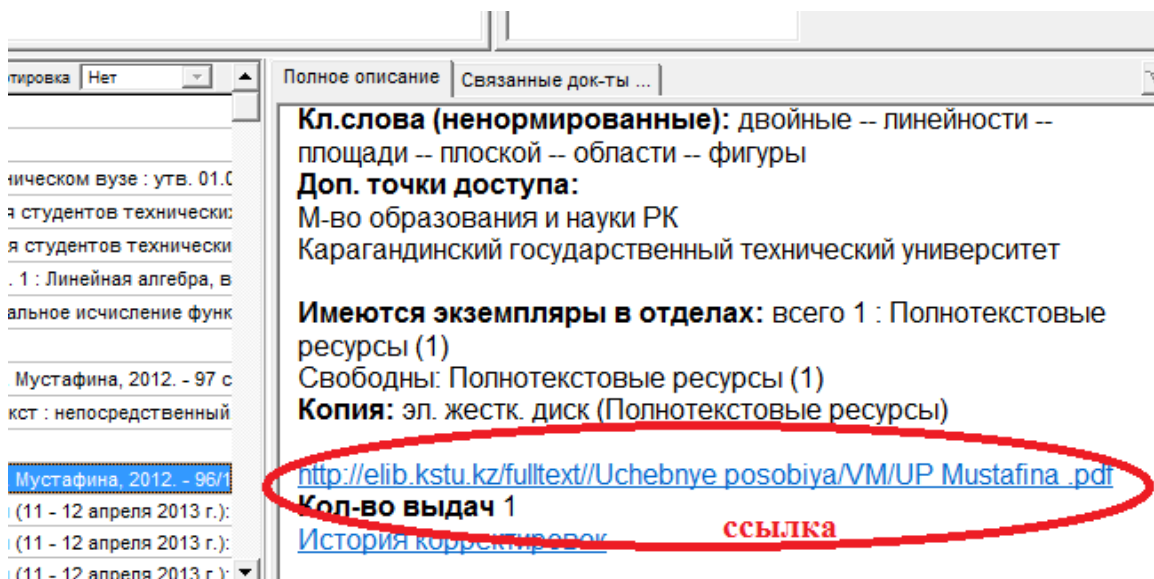 тировка Нет
ническом вузе : утв. 01.0
я студентов технических
я студентов технически
. 1 : Линейная алгебра, в
альное исчисление функ
Мустафина, 2012. - 97 с
кст : непосредственный
Мустафина, 2012. - 96/1
(11 - 12 апреля 2013 г.):
(11 - 12 апреля 2013 г.):
(11 - 12 апреля 2013 г.):
Полное описание Связанные док-ты ...
Кл.слова (ненормированные): двойные -- линейности --
площади -- плоской -- области -- фигуры
Доп. точки доступа:
М-во образования и науки РК
Карагандинский государственный технический университет
Имеются экземпляры в отделах: всего 1 : Полнотекстовые
ресурсы (1)
Свободны: Полнотекстовые ресурсы (1)
Копия: эл. жестк. диск (Полнотекстовые ресурсы)
http://elib.kstu.kz/fulltext//Uchebnye posobiya/VM/UP Mustafina .pdf
Кол-во выдач 1
ссылка
История корректировок